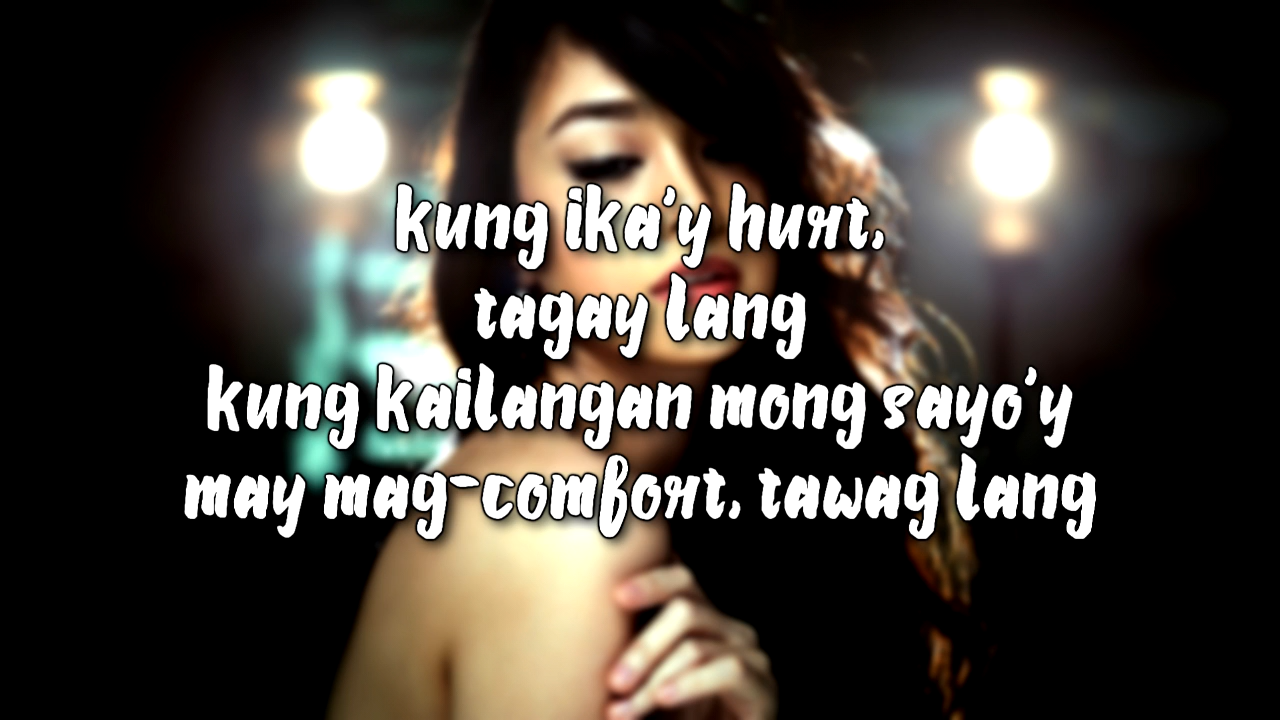 kung ika'y hurt,
tagay lang
kung kailangan mong sayo'y
may mag-comfort, tawag lang